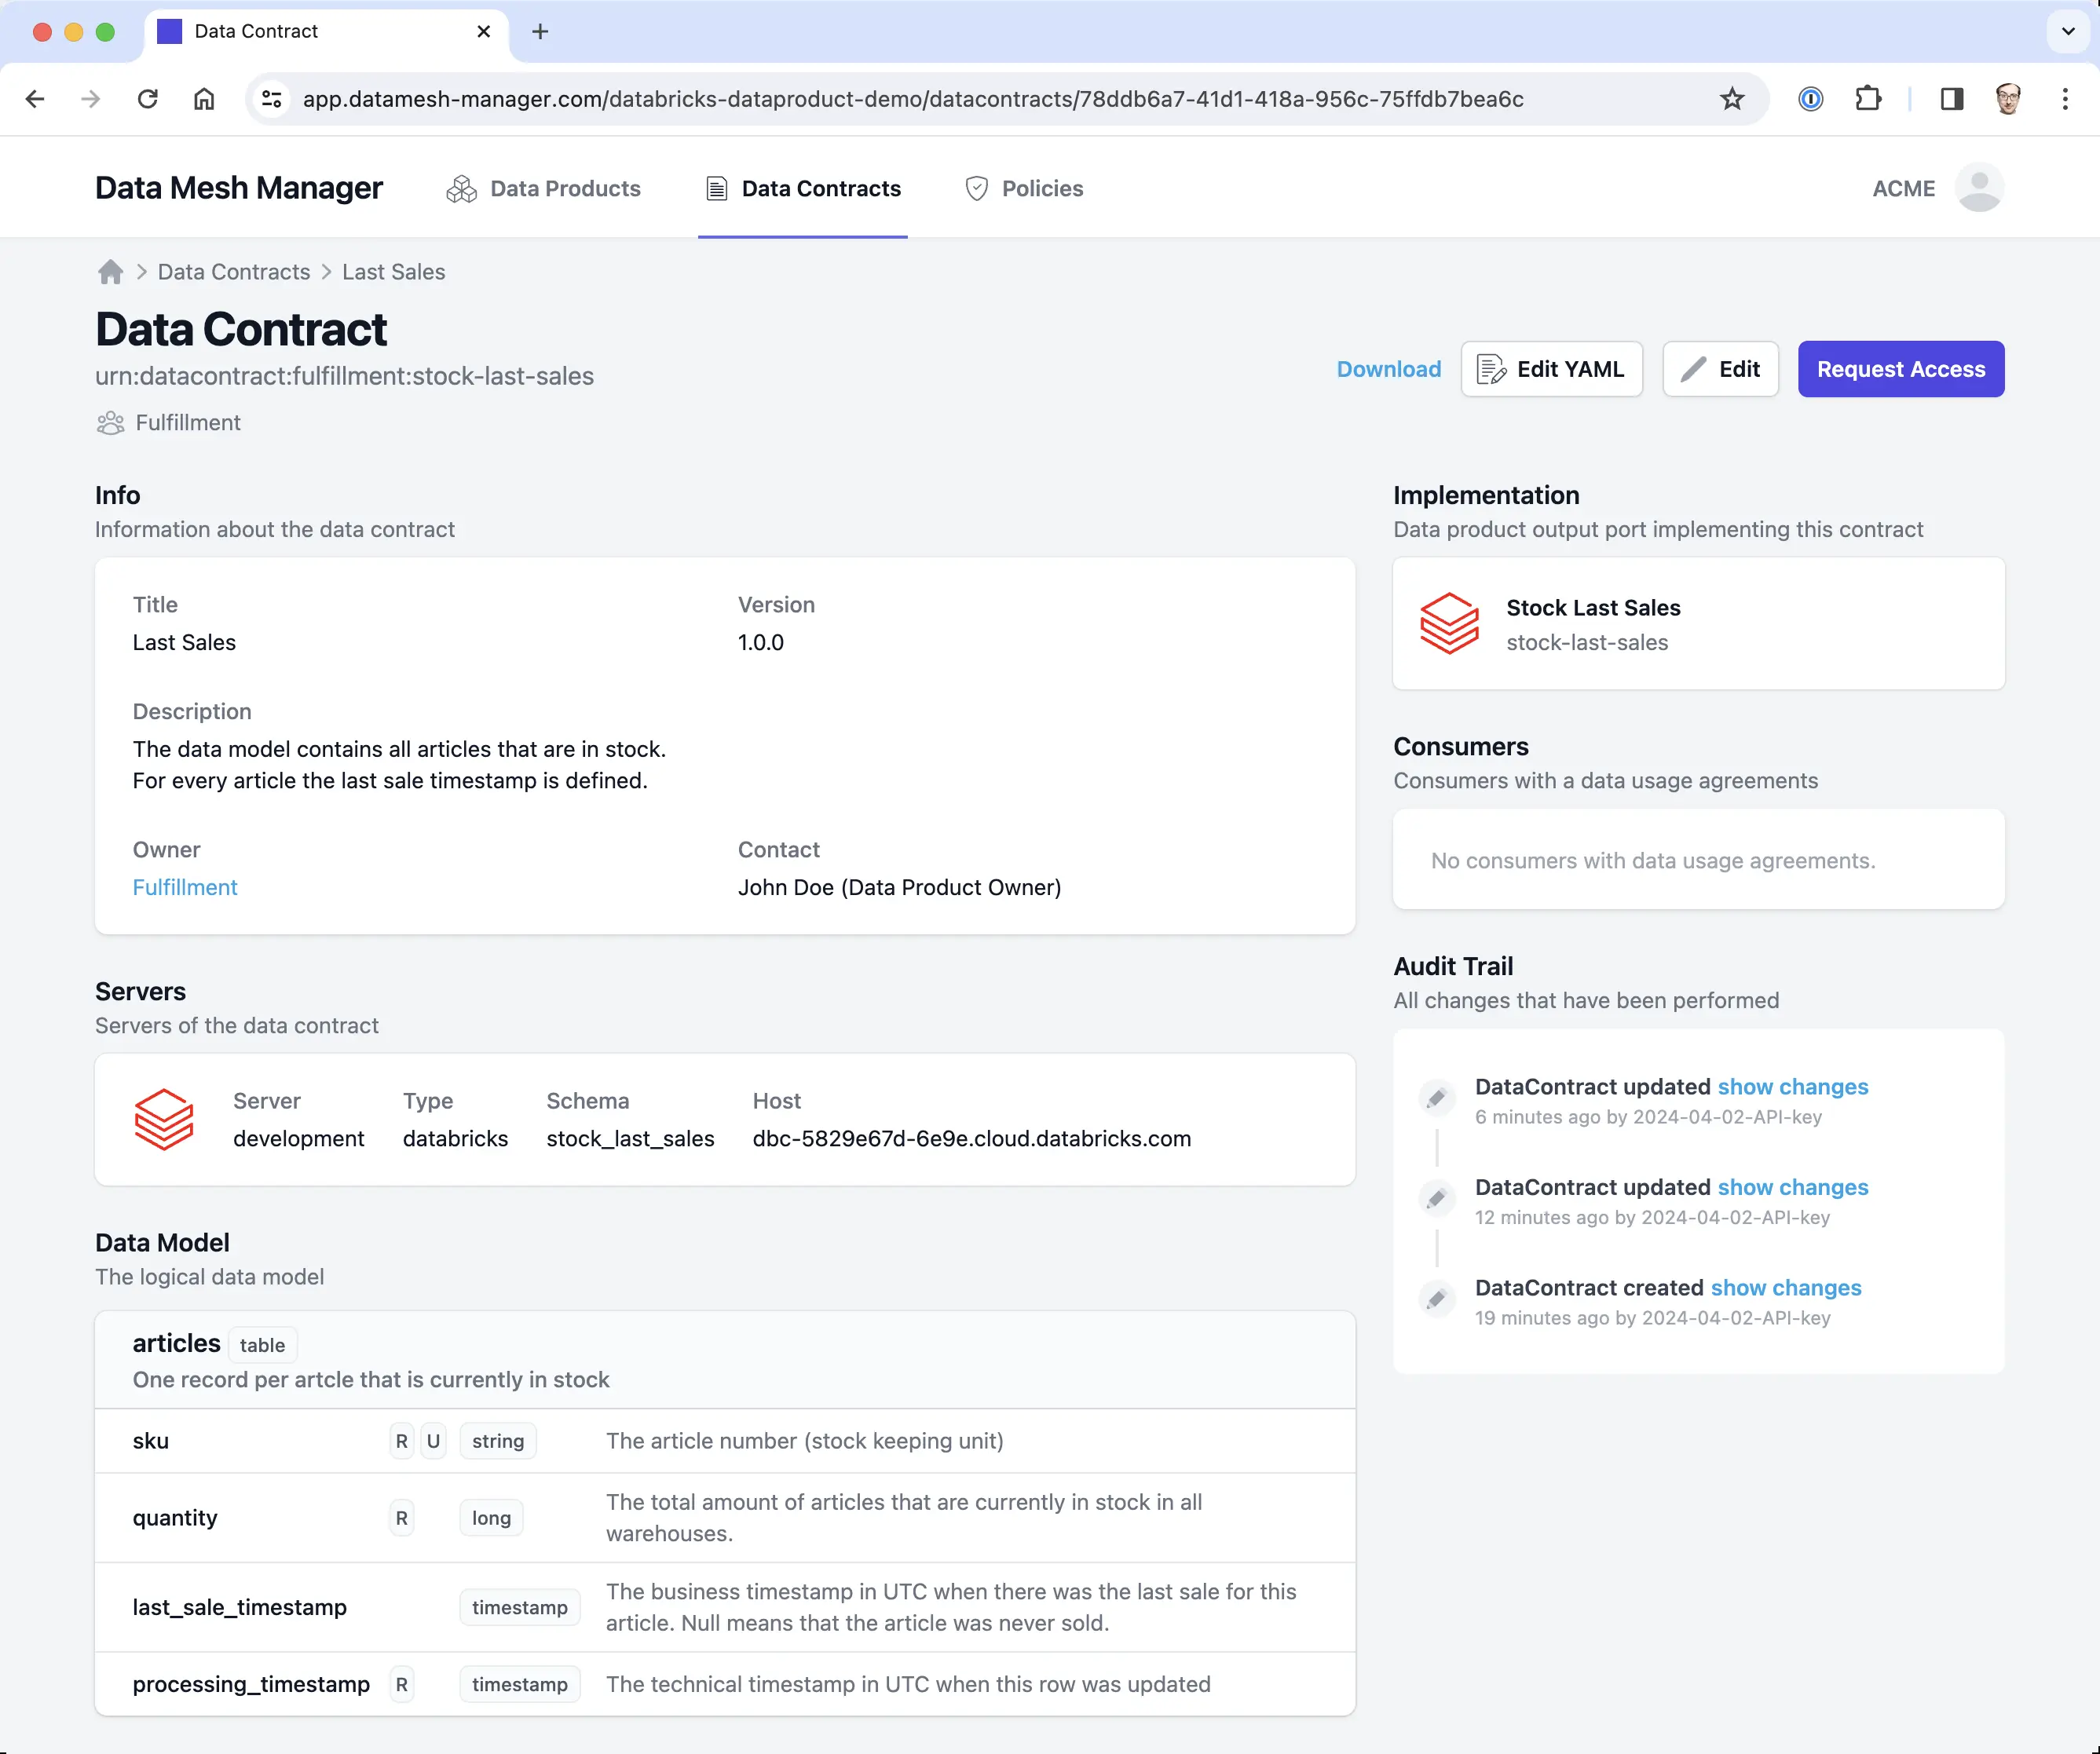 Data Contract
app.datamesh-manager.com/databricks-dataproduct-demo/datacontracts/78ddb6a7-41d1-418a-956c-75ffdb7bea6c
Data Mesh Manager
Data Products
Data Contracts
Policies
ACME
Data Contracts
Last Sales
Data Contract
urn:datacontract:fulfillment:stock-last-sales
Fulfillment
Download
Edit YAML
Edit
Request Access
Info
Information about the data contract
Title
Last Sales
Version
1.0.0
Description
The data model contains all articles that are in stock.
For every article the last sale timestamp is defined.
Owner
Fulfillment
Contact
John Doe (Data Product Owner)
Servers
Servers of the data contract
Server
development
Type
databricks
Schema
stock_last_sales
Host
dbc-5829e67d-6e9e.cloud.databricks.com
Data Model
The logical data model
articles table
One record per artcle that is currently in stock
sku R U string The article number (stock keeping unit)
quantity R long The total amount of articles that are currently in stock in all
warehouses.
last_sale_timestamp timestamp The business timestamp in UTC when there was the last sale for this
article. Null means that the article was never sold.
processing_timestamp R timestamp The technical timestamp in UTC when this row was updated
Implementation
Data product output port implementing this contract
Stock Last Sales
stock-last-sales
Consumers
Consumers with a data usage agreements
No consumers with data usage agreements.
Audit Trail
All changes that have been performed
DataContract updated show changes
6 minutes ago by 2024-04-02-API-key
DataContract updated show changes
12 minutes ago by 2024-04-02-API-key
DataContract created show changes
19 minutes ago by 2024-04-02-API-key